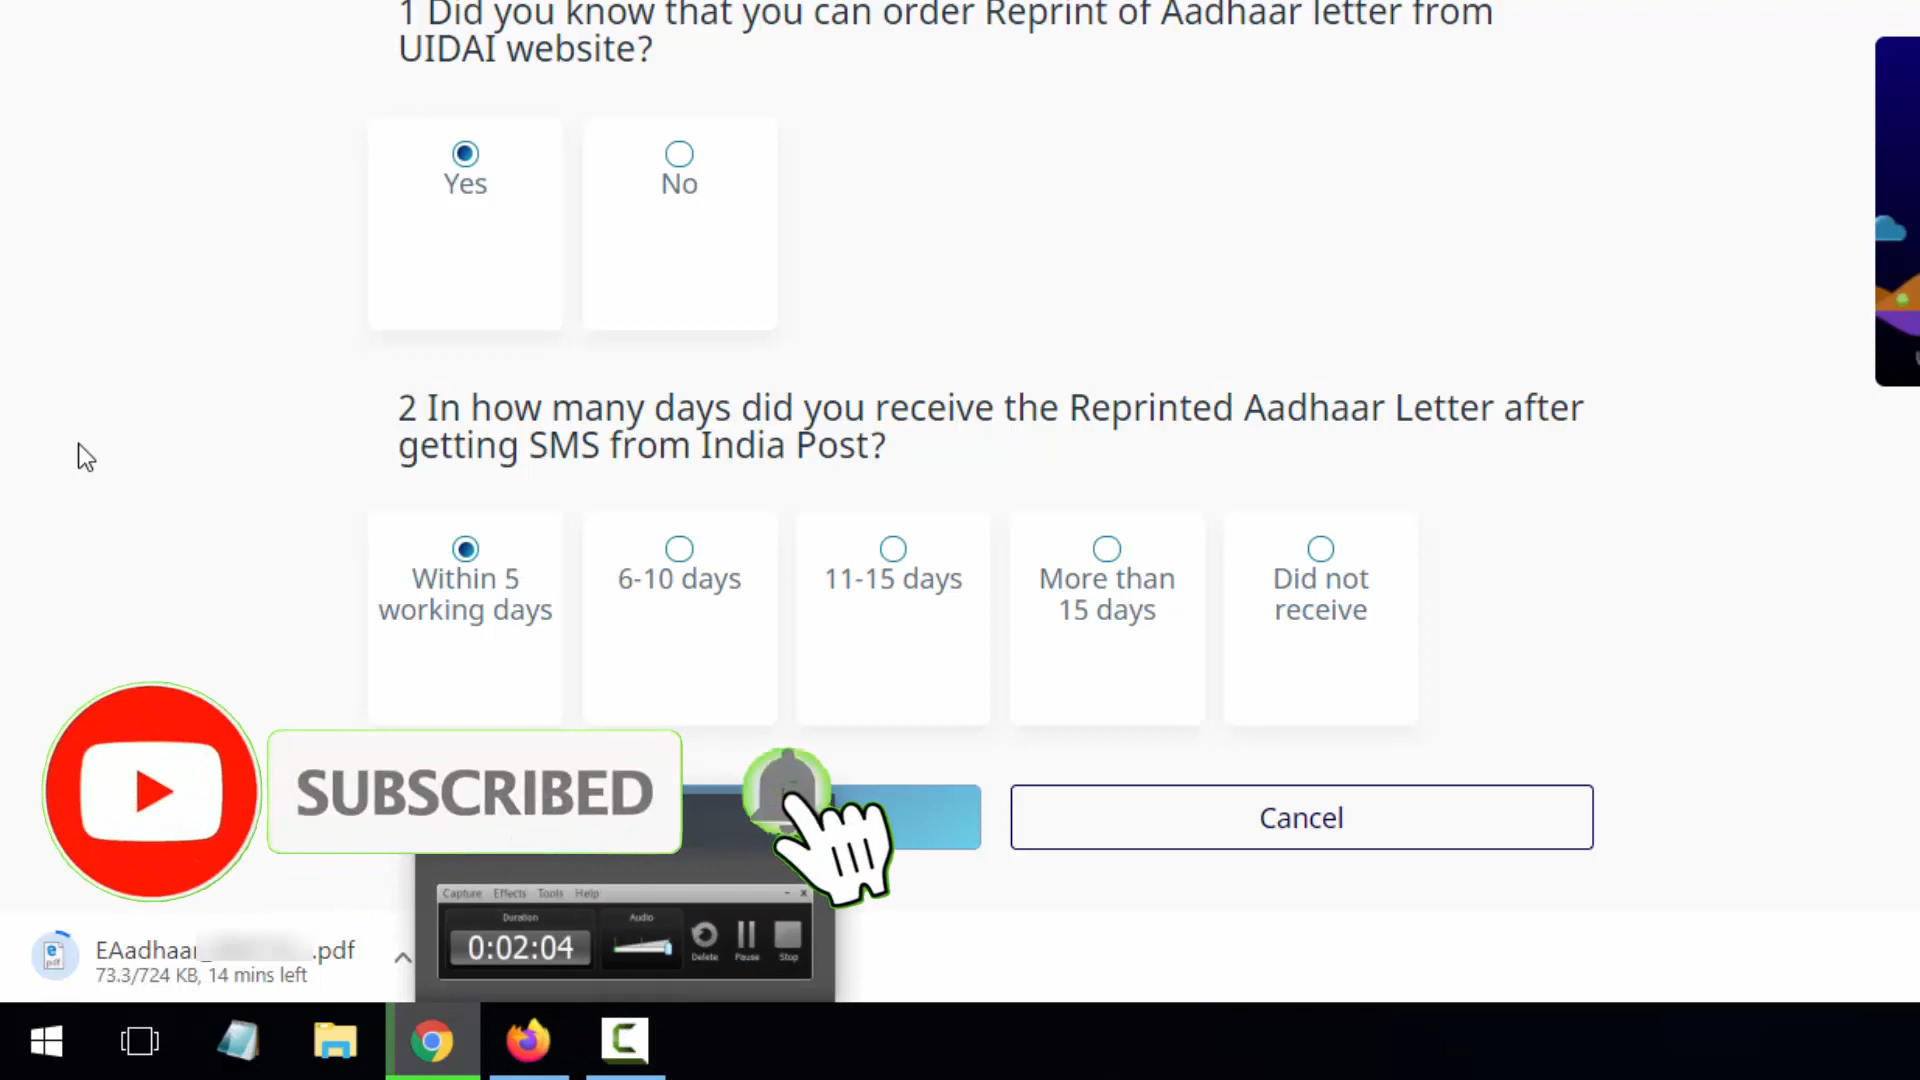 1 Did you know that you can order Reprint of Aadhaar letter from
UIDAI website?
Yes
No
2 In how many days did you receive the Reprinted Aadhaar Letter after
getting SMS from India Post?
Within 5
working days
6-10 days
11-15 days
More than
15 days
Did not
receive
SUBSCRIBED
Cancel
Capture Effects Tools Help
Duration
Audio
0:02:04
Delete
Pause
Stop
EAadhaar_ .pdf
73.3/724 KB, 14 mins left
e
pdf
C